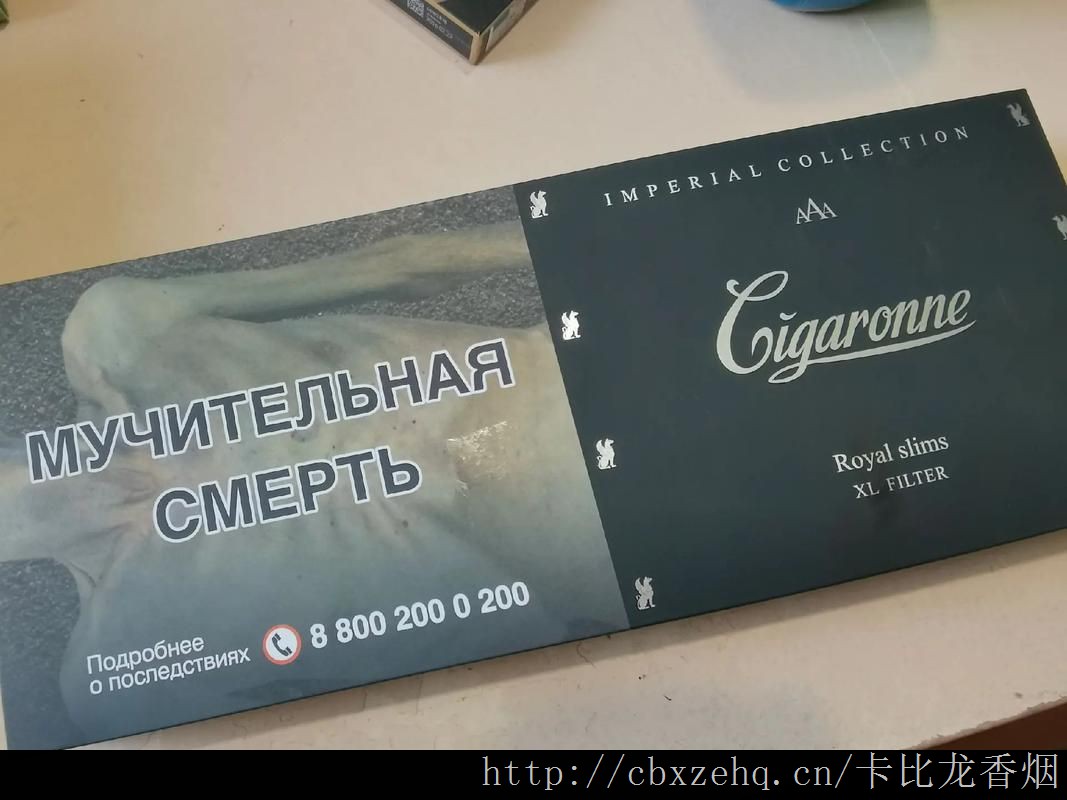 IMPERIAL COLLECTION
AAA
Cigaronne
Royal slims
XL FILTER
МУЧИТЕЛЬНАЯ
СМЕРТЬ
Подробнее
о последствиях
8 800 200 0 200
http://cbxzehq.cn/卡比龙香烟